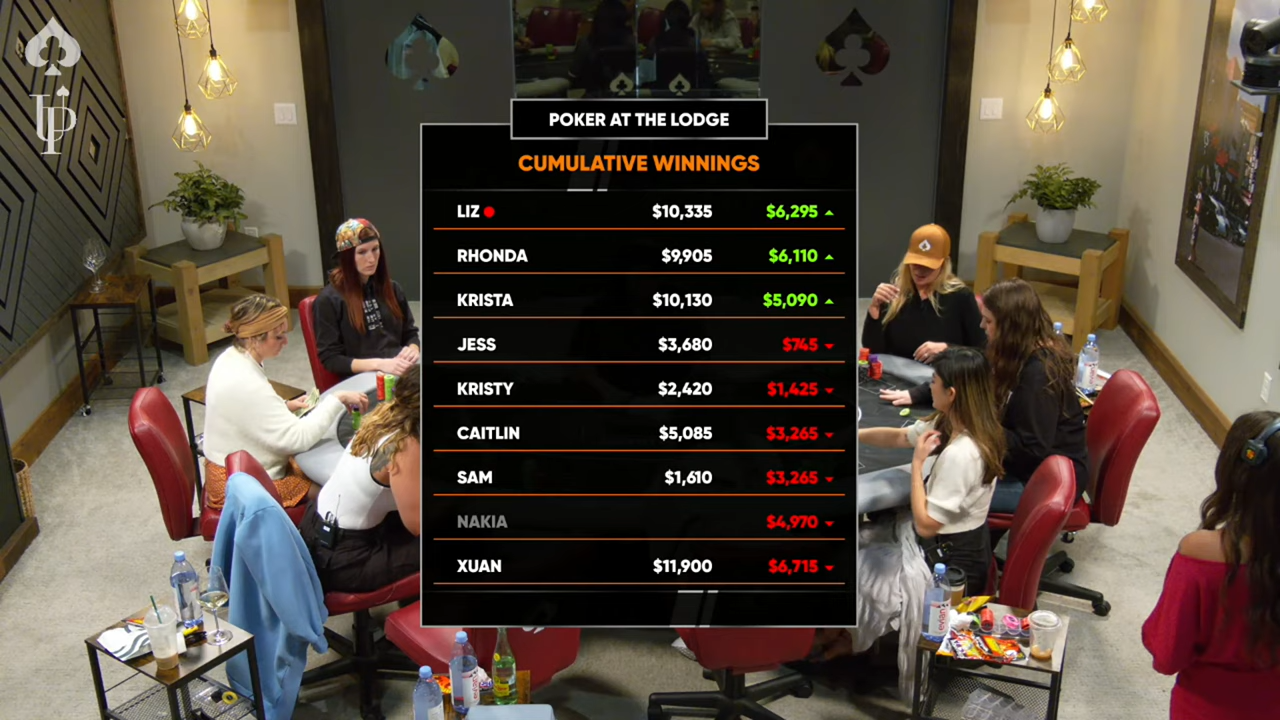 UP
POKER AT THE LODGE
CUMULATIVE WINNINGS
LIZ $10,335 $6,295
RHONDA $9,905 $6,110
KRISTA $10,130 $5,090
JESS $3,680 $745
KRISTY $2,420 $1,425
CAITLIN $5,085 $3,265
SAM $1,610 $3,265
NAKIA $4,970
XUAN $11,900 $6,715
evian